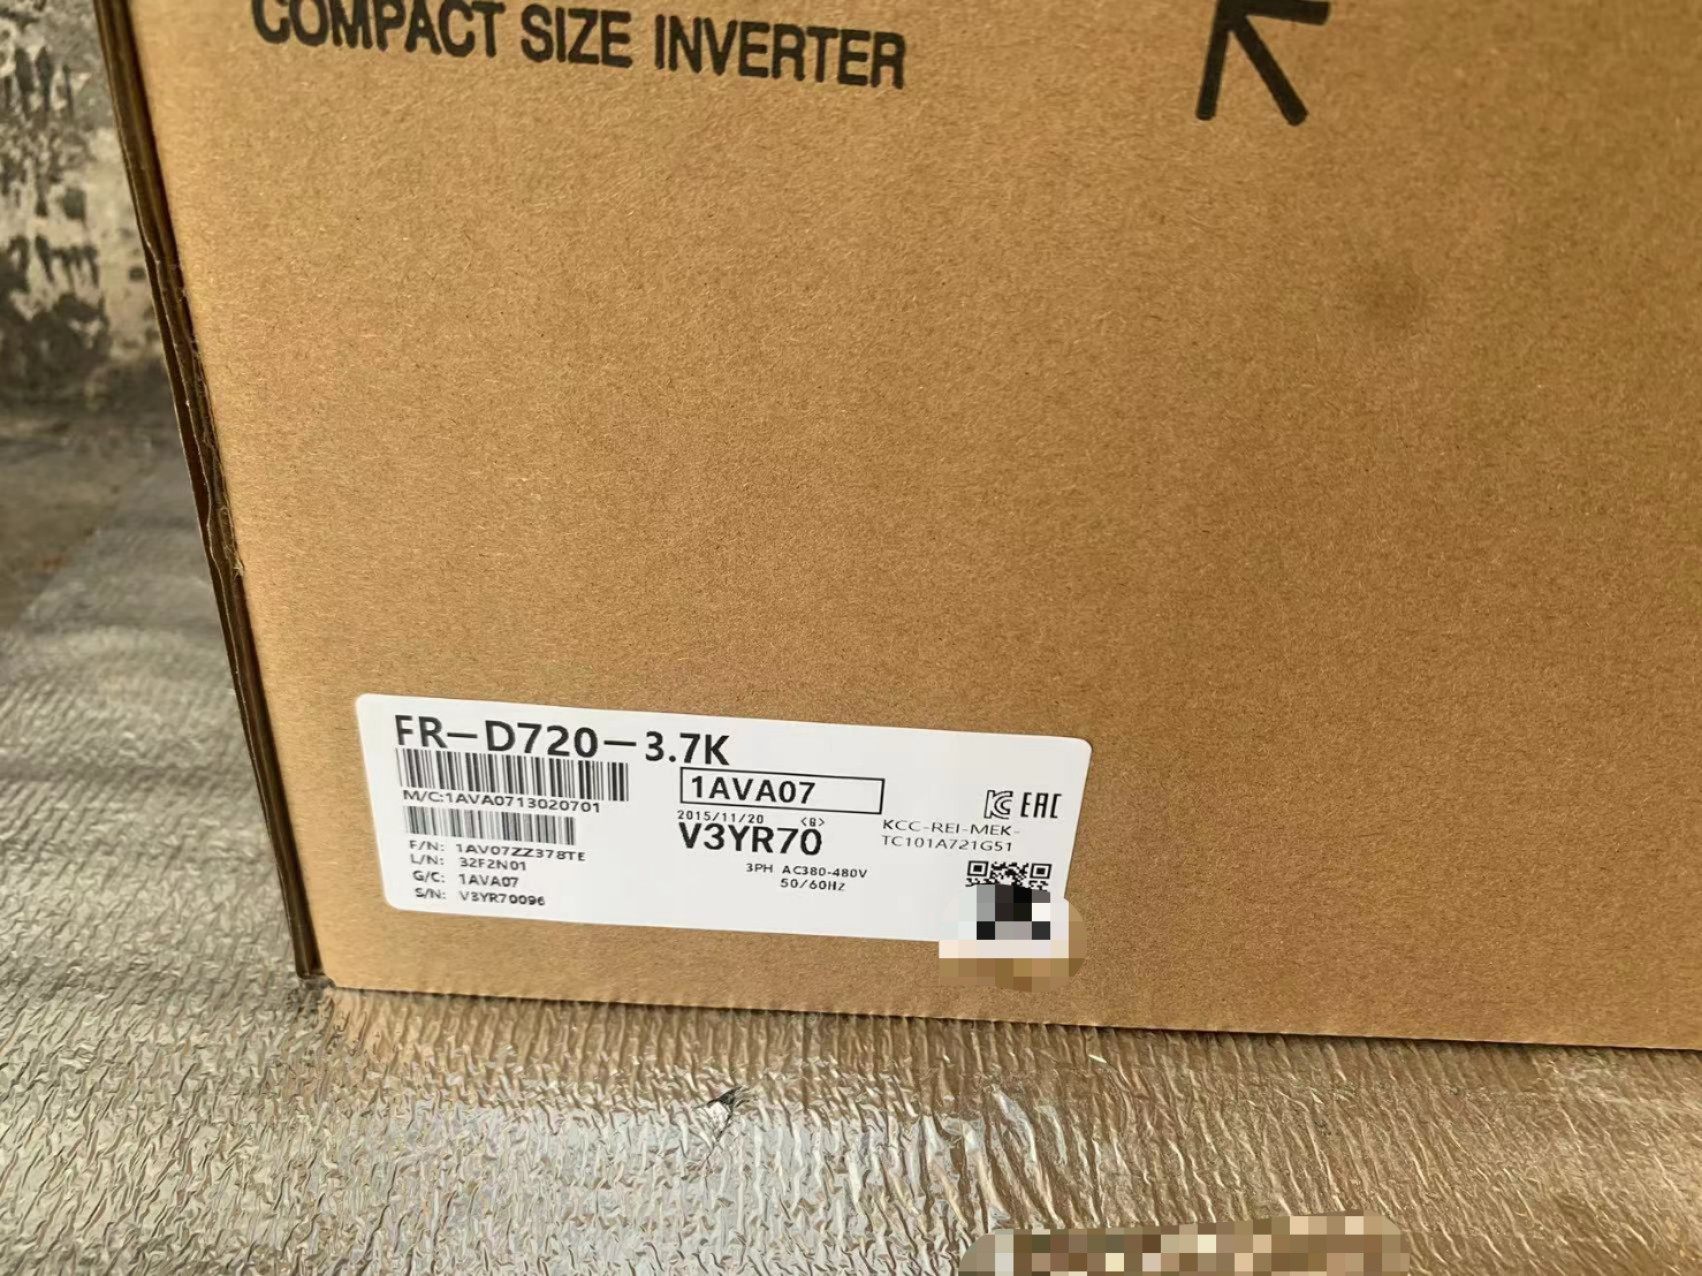 COMPACT SIZE INVERTER
FR-D720-3.7K
M/C:1AVA0713020701
1AVA07
2015/11/20 <G>
V3YR70
KCC-REI-MEK-
TC101A721G51
EAC
F/N: 1AV07ZZ378TE
L/N: 32F2N01
G/C: 1AVA07
S/N: V3YR70096
3PH AC380-480V
50/60HZ